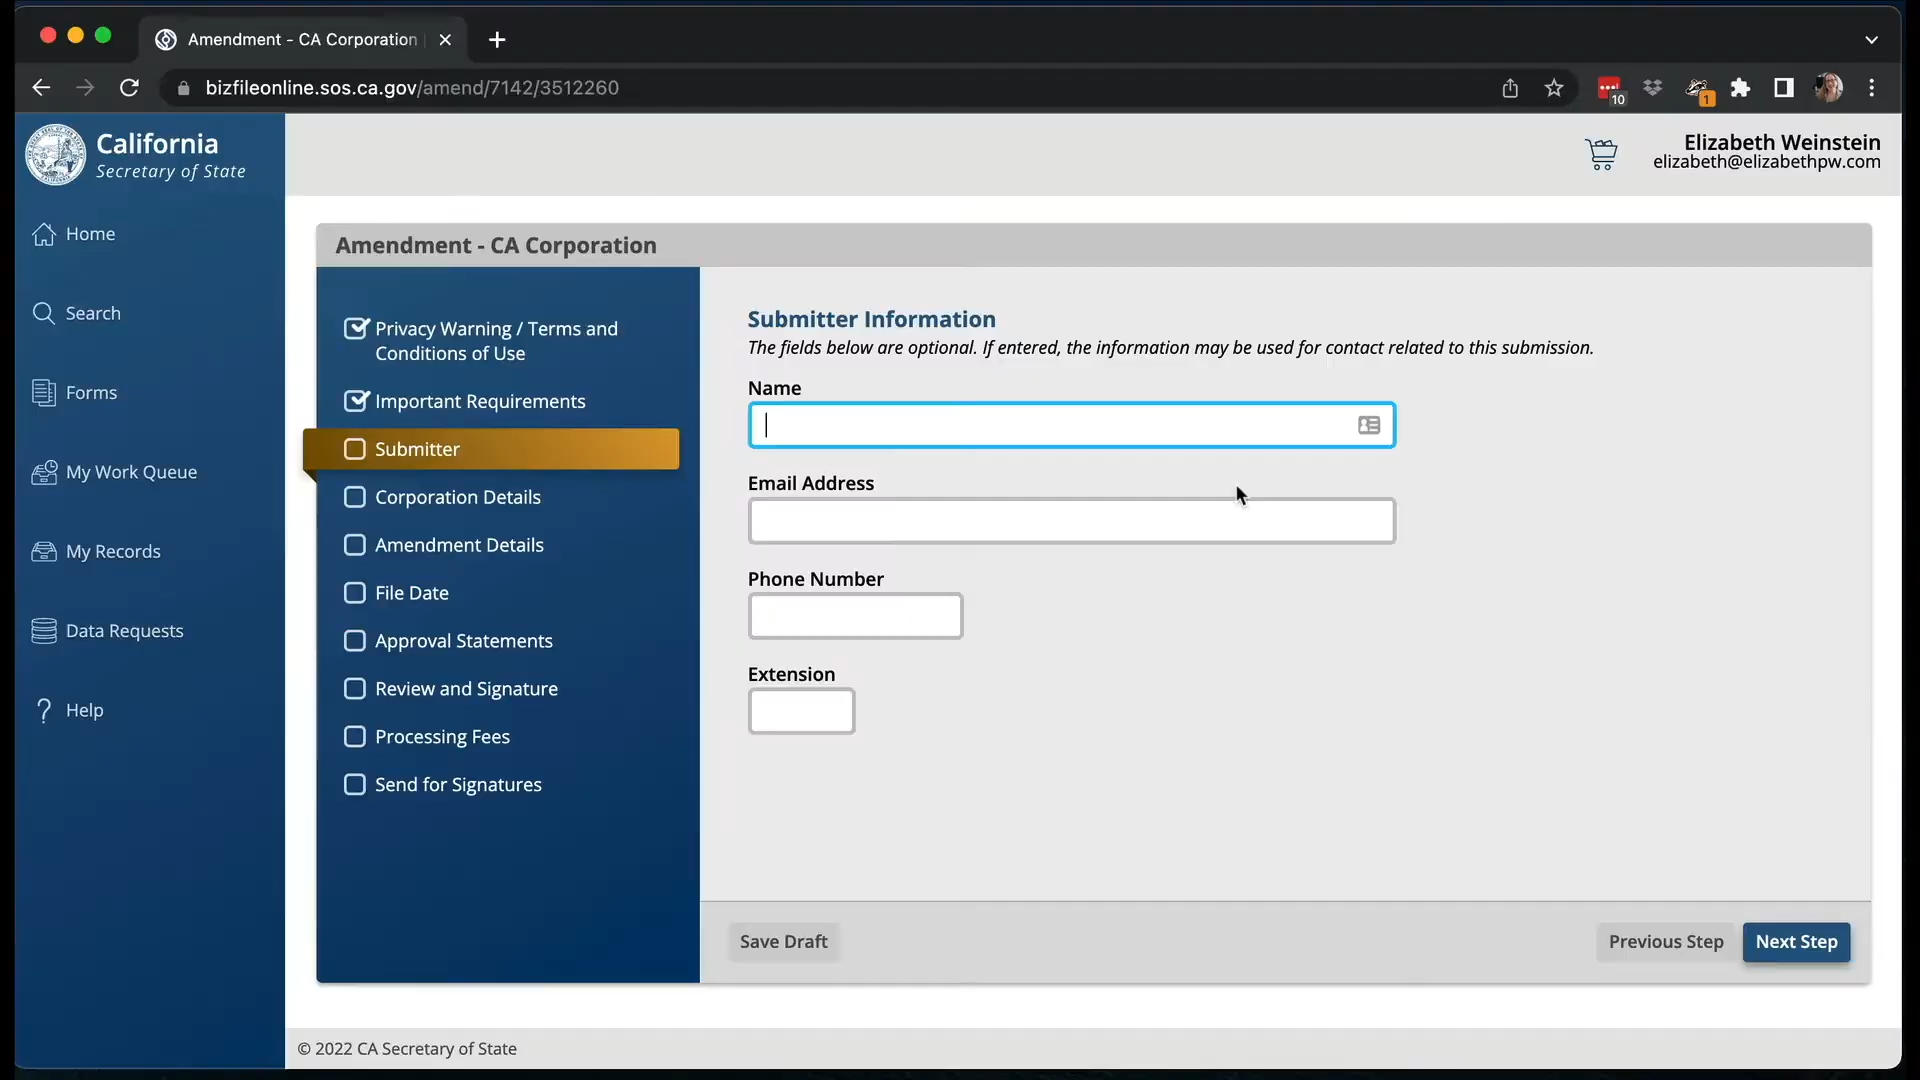 Amendment - CA Corporation
bizfileonline.sos.ca.gov/amend/7142/3512260
10
1
California
Secretary of State
Elizabeth Weinstein
elizabeth@elizabethpw.com
Home
Search
Forms
My Work Queue
My Records
Data Requests
Help
Amendment - CA Corporation
Privacy Warning / Terms and
Conditions of Use
Important Requirements
Submitter
Corporation Details
Amendment Details
File Date
Approval Statements
Review and Signature
Processing Fees
Send for Signatures
Submitter Information
The fields below are optional. If entered, the information may be used for contact related to this submission.
Name
Email Address
Phone Number
Extension
Save Draft
Previous Step
Next Step
© 2022 CA Secretary of State